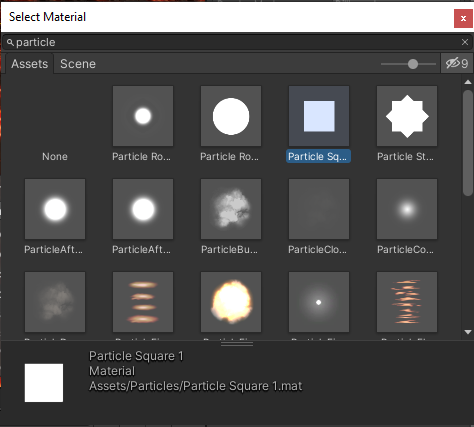 Select Material
particle
Assets Scene 9
None Particle Ro... Particle Ro... Particle Sq... Particle St...
ParticleAft... ParticleAft... ParticleBu... ParticleClo... ParticleCo...
Particle Square 1
Material
Assets/Particles/Particle Square 1.mat